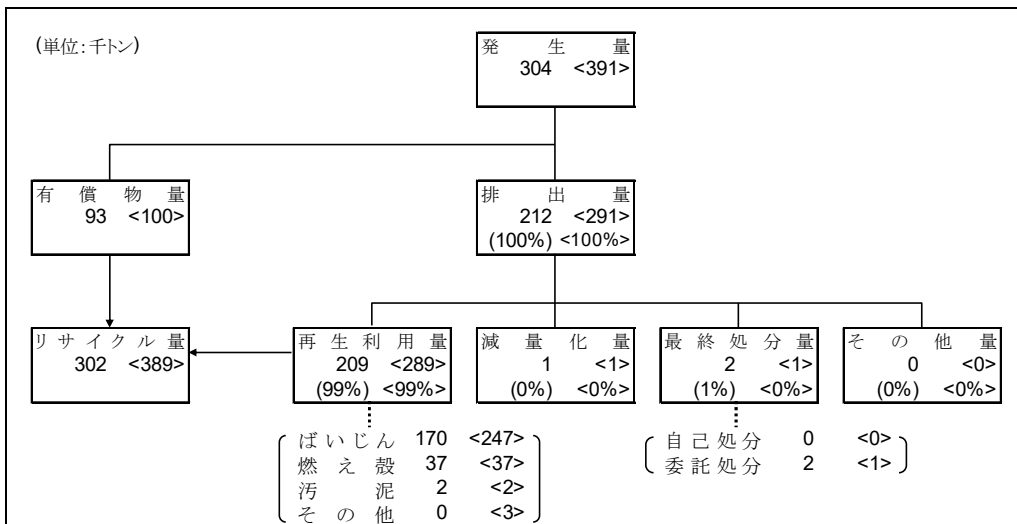 (単位:千トン)
発生量
304 <391>
有償物量
93 <100>
排出量
212 <291>
(100%) <100%>
リサイクル量
302 <389>
再生利用量
209 <289>
(99%) <99%>
減量化量
1 <1>
(0%) <0%>
最終処分量
2 <1>
(1%) <0%>
その他量
0 <0>
(0%) <0%>
ばいじん 170 <247>
燃え殻 37 <37>
汚泥 2 <2>
その他 0 <3>
自己処分 0 <0>
委託処分 2 <1>